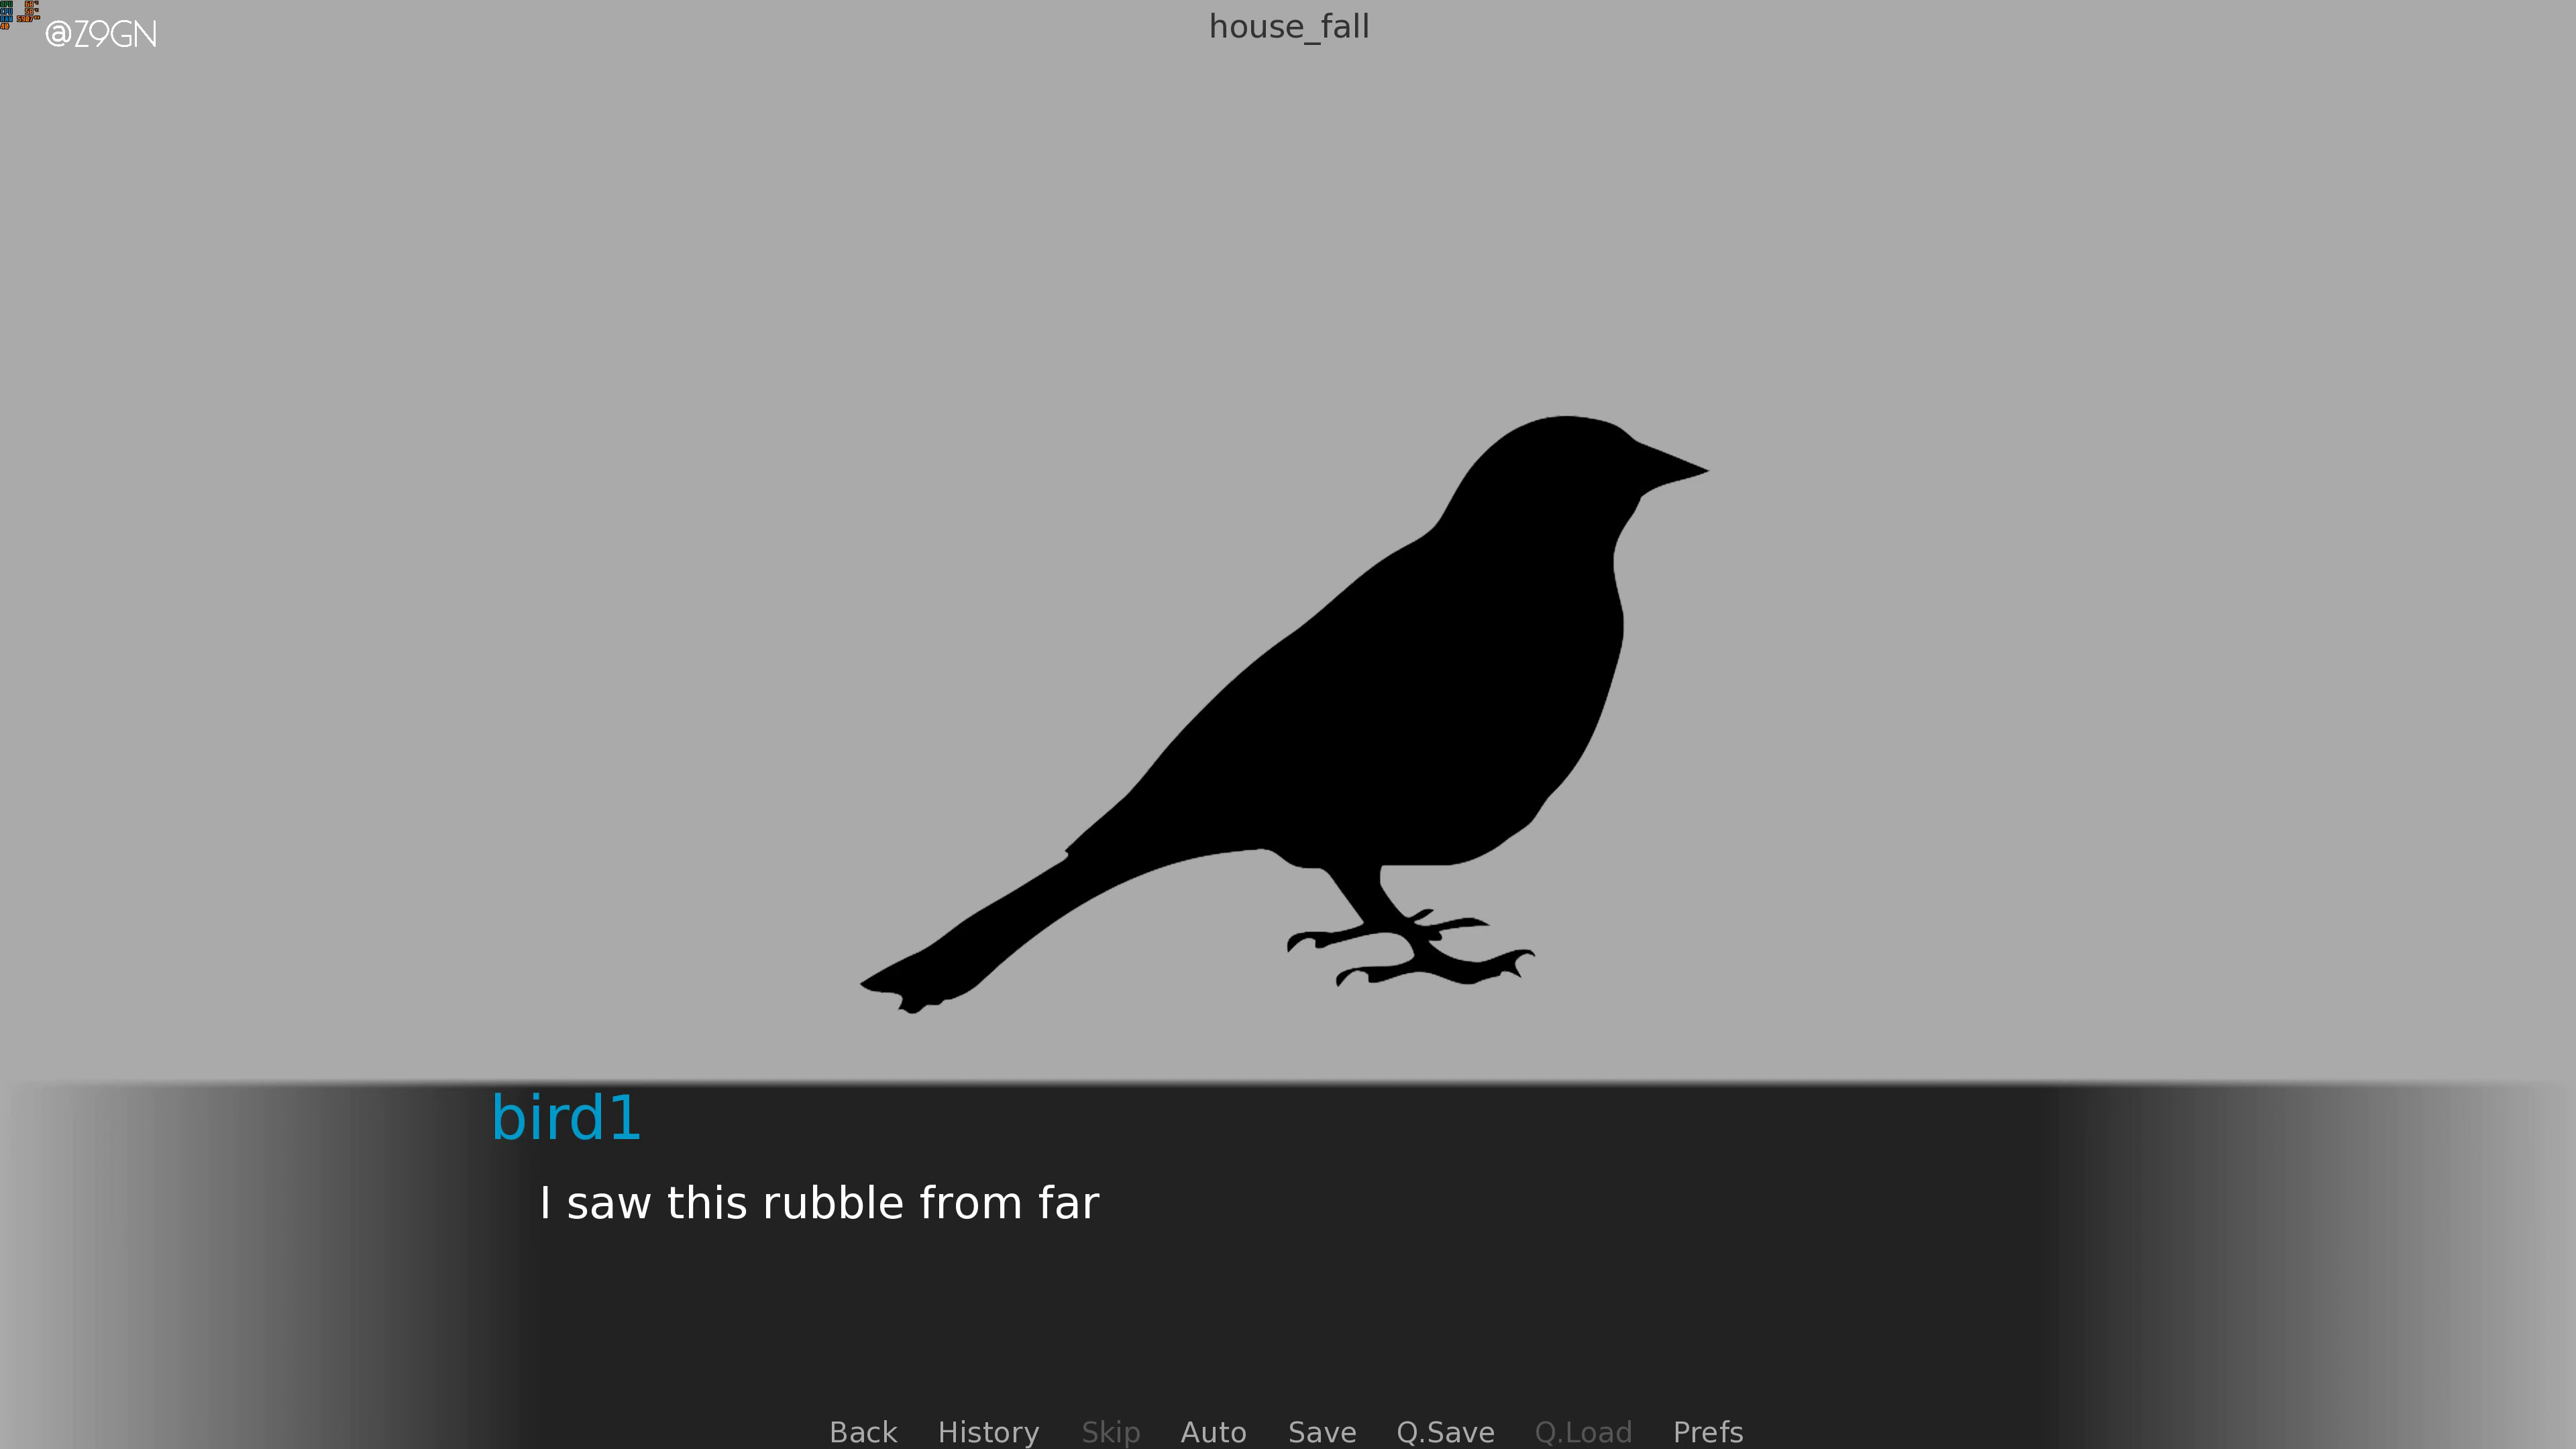 @Z9GN
house_fall
bird1
I saw this rubble from far
Back History Skip Auto Save Q.Save Q.Load Prefs